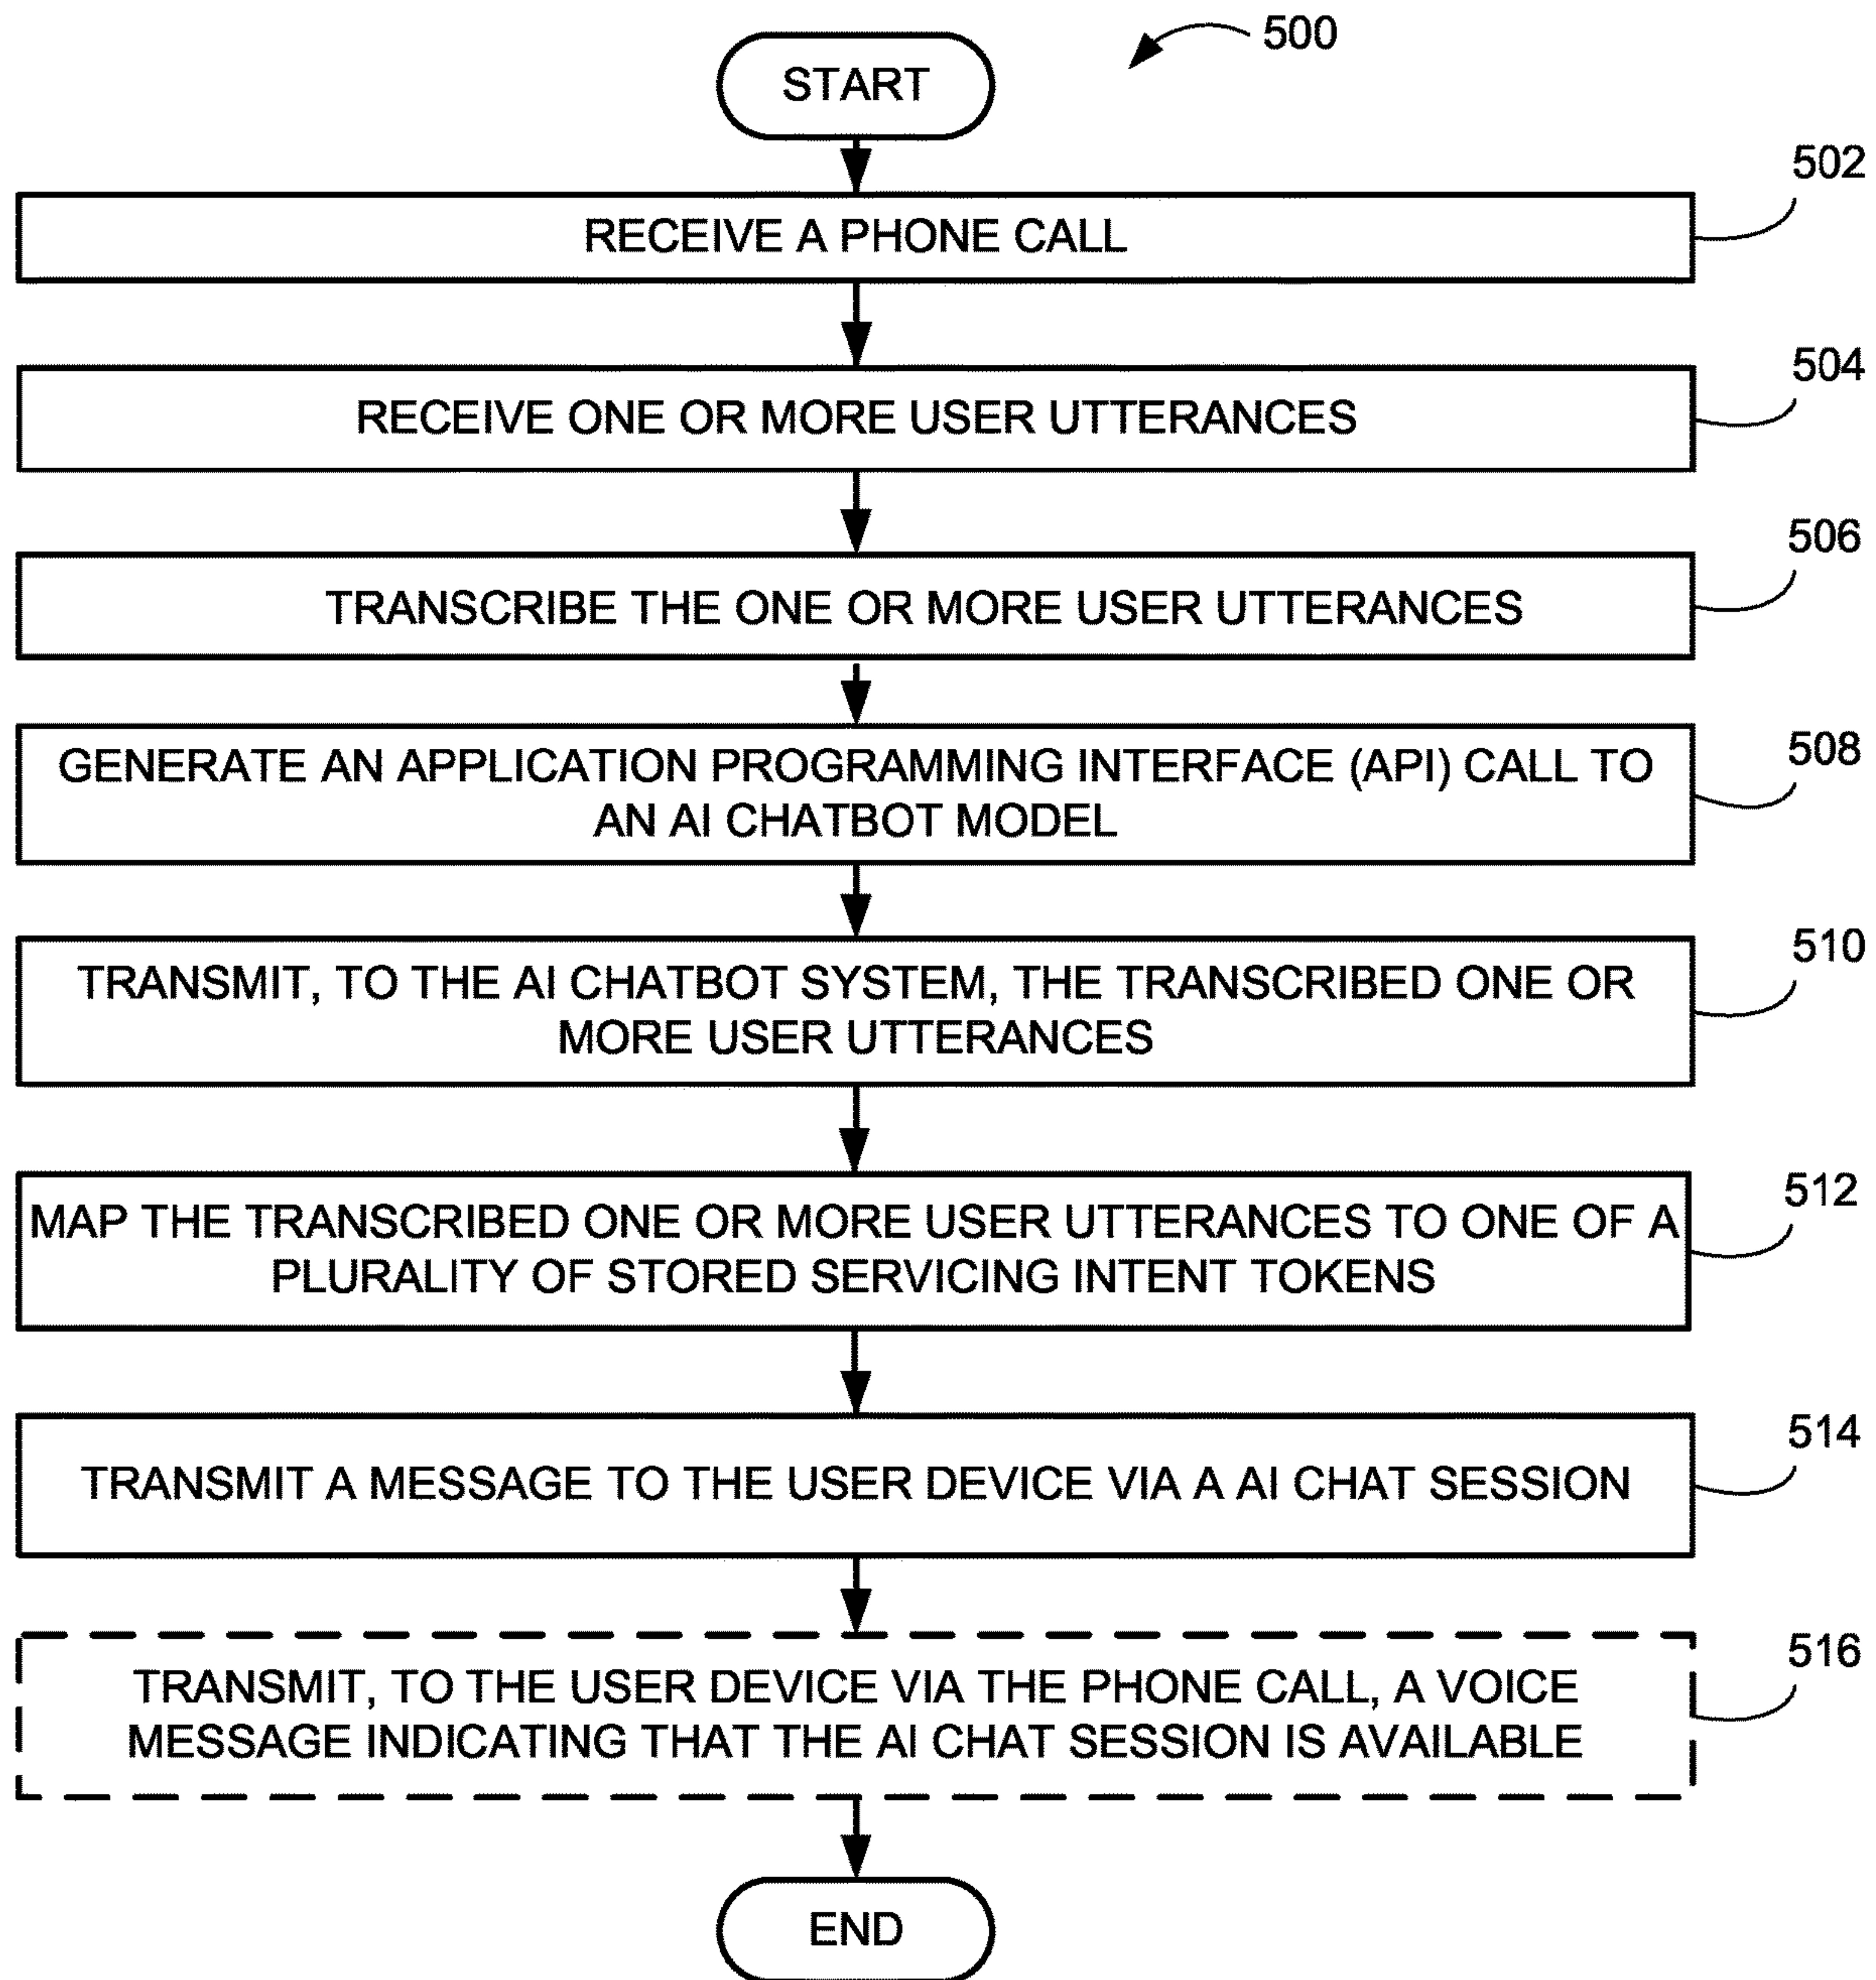 500
START
502
RECEIVE A PHONE CALL
504
RECEIVE ONE OR MORE USER UTTERANCES
506
TRANSCRIBE THE ONE OR MORE USER UTTERANCES
508
GENERATE AN APPLICATION PROGRAMMING INTERFACE (API) CALL TO
AN AI CHATBOT MODEL
510
TRANSMIT, TO THE AI CHATBOT SYSTEM, THE TRANSCRIBED ONE OR
MORE USER UTTERANCES
512
MAP THE TRANSCRIBED ONE OR MORE USER UTTERANCES TO ONE OF A
PLURALITY OF STORED SERVICING INTENT TOKENS
514
TRANSMIT A MESSAGE TO THE USER DEVICE VIA A AI CHAT SESSION
516
TRANSMIT, TO THE USER DEVICE VIA THE PHONE CALL, A VOICE
MESSAGE INDICATING THAT THE AI CHAT SESSION IS AVAILABLE
END